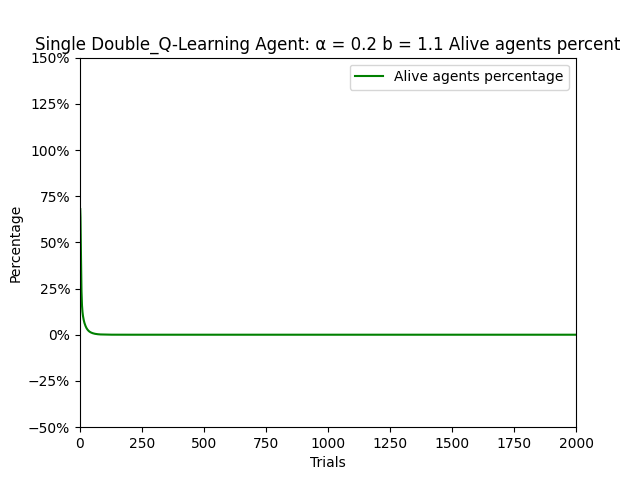 Single Double_Q-Learning Agent: α = 0.2 b = 1.1 Alive agents percent
150%
125%
100%
75%
50%
25%
0%
−25%
−50%
Percentage
Alive agents percentage
0 250 500 750 1000 1250 1500 1750 2000
Trials